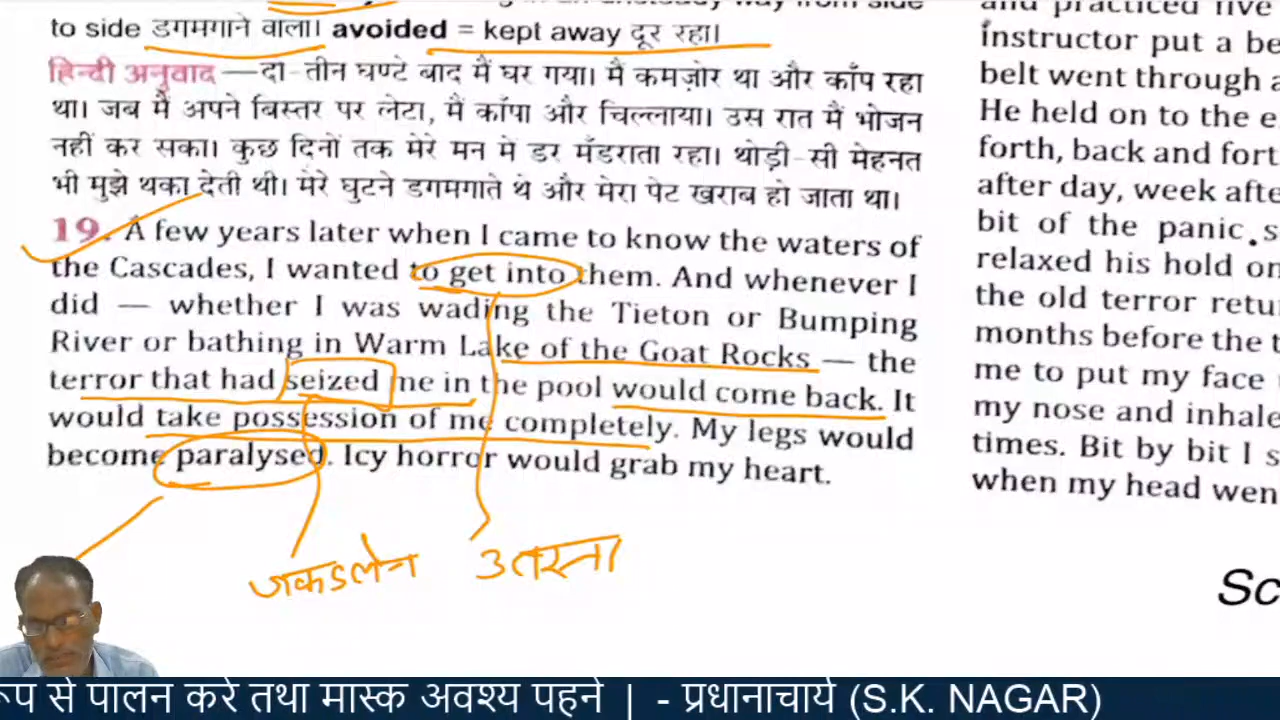 to side डगमगाने वाला। avoided = kept away दूर रहा।
हिन्दी अनुवाद —दो-तीन घण्टे बाद मैं घर गया। मैं कमज़ोर था और काँप रहा
था। जब मैं अपने बिस्तर पर लेटा, मैं काँपा और चिल्लाया। उस रात मैं भोजन
नहीं कर सका। कुछ दिनों तक मेरे मन मे डर मँडराता रहा। थोड़ी-सी मेहनत
भी मुझे थका देती थी। मेरे घुटने डगमगाते थे और मेरा पेट खराब हो जाता था।
19. A few years later when I came to know the waters of
the Cascades, I wanted to get into them. And whenever I
did — whether I was wading the Tieton or Bumping
River or bathing in Warm Lake of the Goat Rocks — the
terror that had seized me in the pool would come back. It
would take possession of me completely. My legs would
become paralysed. Icy horror would grab my heart.
जकडलेन
उतरना
and practiced five
instructor put a be
belt went through a
He held on to the e
forth, back and fort
after day, week afte
bit of the panic s
relaxed his hold on
the old terror retu
months before the t
me to put my face
my nose and inhale
times. Bit by bit I s
when my head wen
Sc
रूप से पालन करे तथा मास्क अवश्य पहने | - प्रधानाचार्य (S.K. NAGAR)